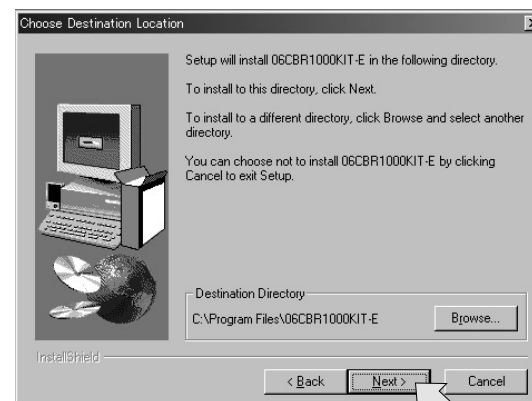 Choose Destination Location
Setup will install 06CBR1000KIT-E in the following directory.
To install to this directory, click Next.
To install to a different directory, click Browse and select another
directory.
You can choose not to install 06CBR1000KIT-E by clicking
Cancel to exit Setup.
Destination Directory
C:\Program Files\06CBR1000KIT-E
Browse...
InstallShield
< Back
Next >
Cancel